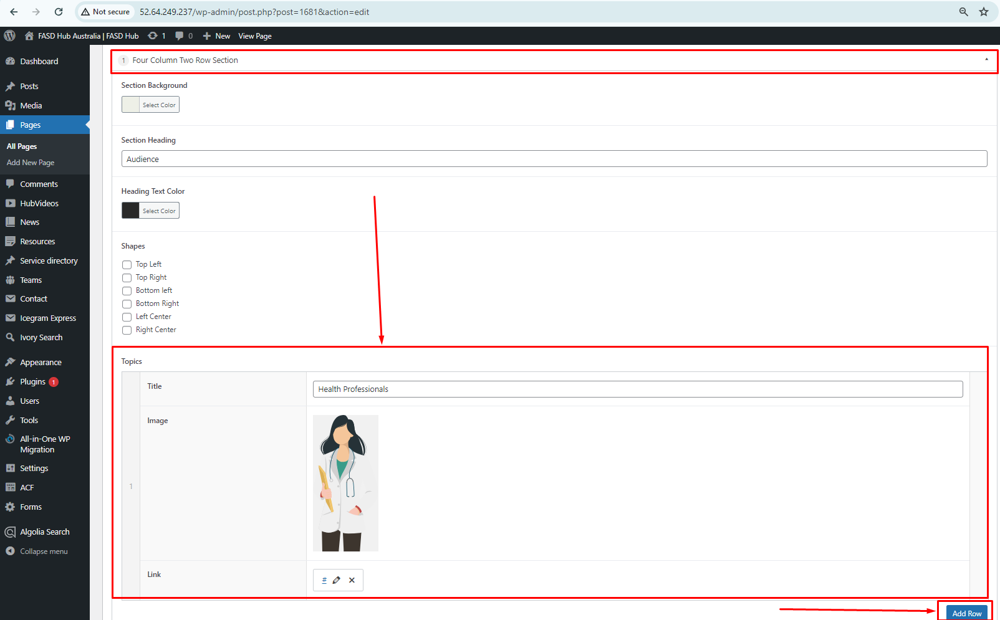 Not secure 52.64.249.237/wp-admin/post.php?post=1681&action=edit
FASD Hub Australia | FASD Hub 1 0 New View Page
Dashboard
Posts
Media
Pages
All Pages
Add New Page
Comments
HubVideos
News
Resources
Service directory
Teams
Contact
Icegram Express
Ivory Search
Appearance
Plugins 1
Users
Tools
All-in-One WP
Migration
Settings
ACF
Forms
Algolia Search
Collapse menu
1 Four Column Two Row Section
Section Background
Select Color
Section Heading
Audience
Heading Text Color
Select Color
Shapes
Top Left
Top Right
Bottom left
Bottom Right
Left Center
Right Center
Topics
1
Title Health Professionals
Image
Link #
Add Row